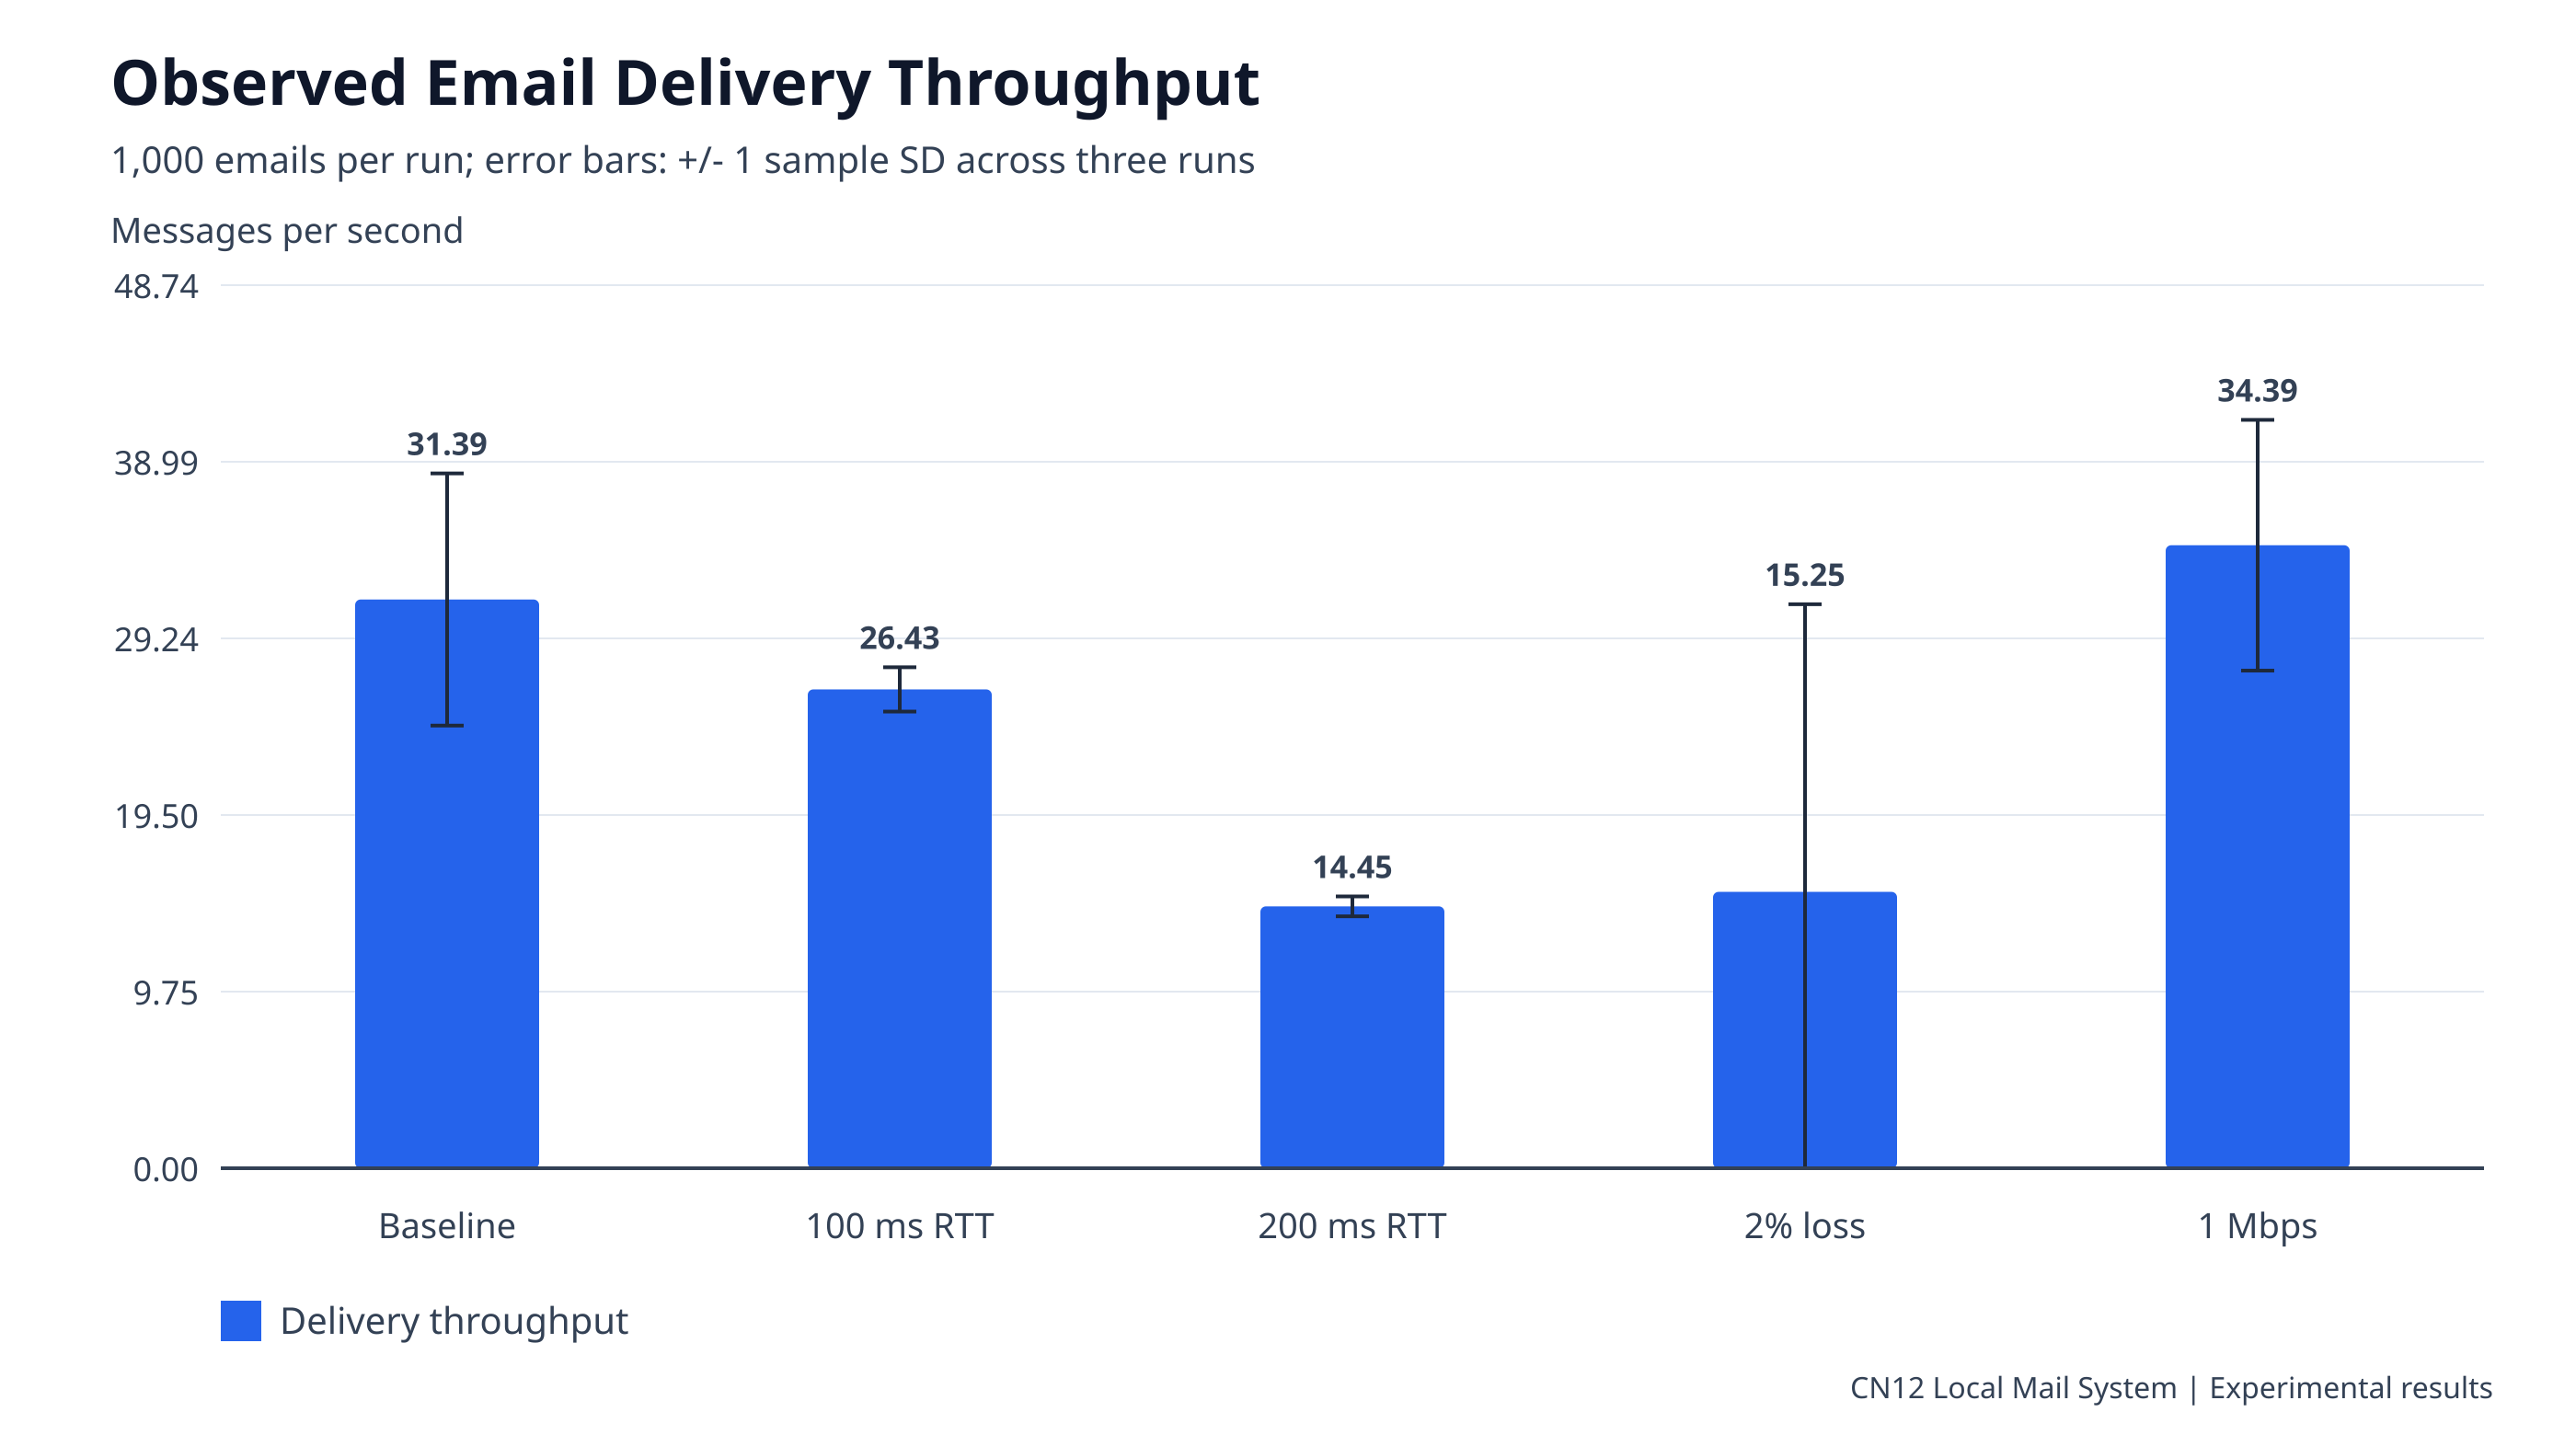 Observed Email Delivery Throughput
1,000 emails per run; error bars: +/- 1 sample SD across three runs
Messages per second
48.74
38.99
29.24
19.50
9.75
0.00
31.39
26.43
14.45
15.25
34.39
Baseline
100 ms RTT
200 ms RTT
2% loss
1 Mbps
Delivery throughput
CN12 Local Mail System | Experimental results